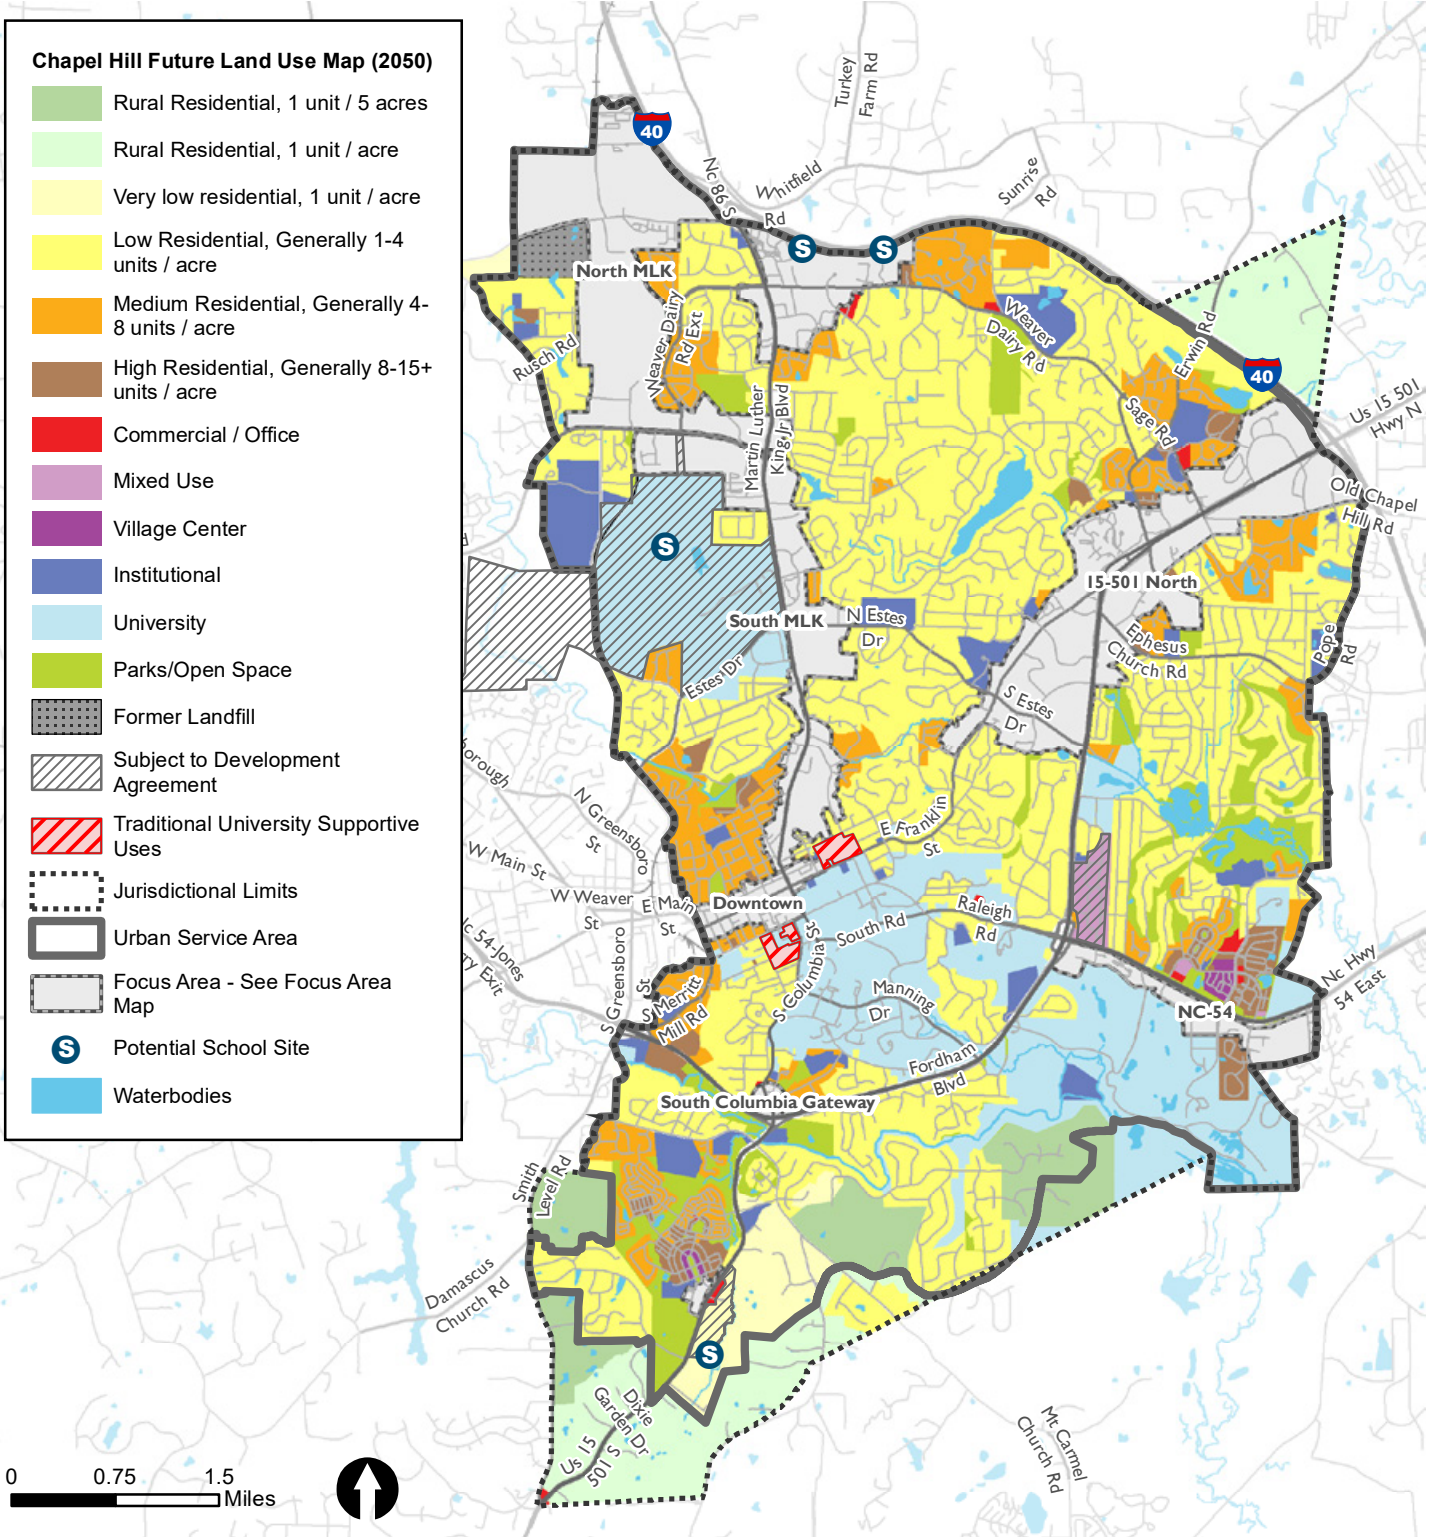 Chapel Hill Future Land Use Map (2050)
Rural Residential, 1 unit / 5 acres
Rural Residential, 1 unit / acre
Very low residential, 1 unit / acre
Low Residential, Generally 1-4
units / acre
Medium Residential, Generally 4-
8 units / acre
High Residential, Generally 8-15+
units / acre
Commercial / Office
Mixed Use
Village Center
Institutional
University
Parks/Open Space
Former Landfill
Subject to Development
Agreement
Traditional University Supportive
Uses
Jurisdictional Limits
Urban Service Area
Focus Area - See Focus Area
Map
S
Potential School Site
Waterbodies
0
0.75
1.5
Miles
40
Turkey
Farm Rd
Nc 86 S
Whitfield
Rd
Sunrise
Rd
S
S
North MLK
Weaver Dairy
Rd Ext
Rusch Rd
Weaver
Dairy Rd
Erwin Rd
40
Us 15 501
Hwy N
Martin Luther
King Jr Blvd
Sage Rd
Old Chapel
Hill Rd
S
15-501 North
South MLK
N Estes
Dr
Ephesus
Church Rd
Pope
Rd
Estes Dr
S Estes
Dr
N Greensboro
St
W Main St
E Franklin
St
W Weaver
St
E Main
St
Downtown
South Rd
Raleigh
Rd
S Columbia St
S Greensboro
St
S Merritt
Mill Rd
Manning
Dr
Nc Hwy
54 East
NC-54
Fordham
Blvd
South Columbia Gateway
Smith
Level Rd
Damascus
Church Rd
S
Dixie
Garden Dr
Us 15
501 S
Mt Carmel
Church Rd